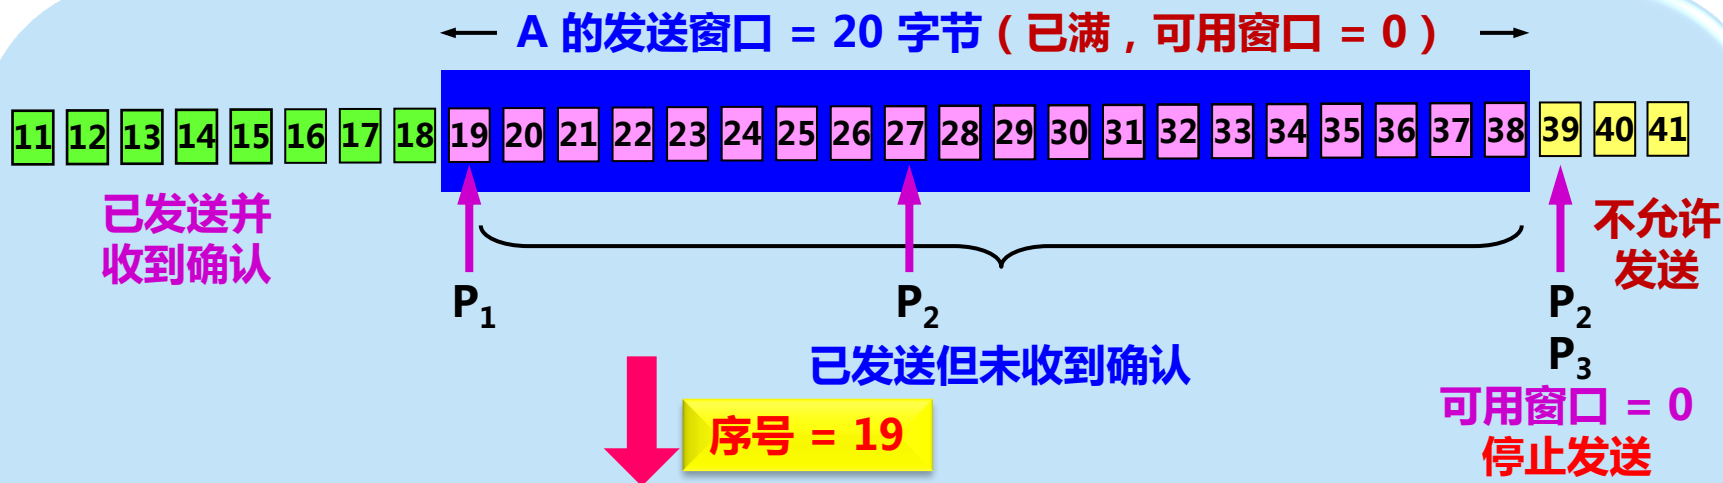 A 的发送窗口 = 20 字节 ( 已满 , 可用窗口 = 0 )
11 12 13 14 15 16 17 18 19 20 21 22 23 24 25 26 27 28 29 30 31 32 33 34 35 36 37 38 39 40 41
已发送并
收到确认
不允许
发送
P1
P2
P2
P3
已发送但未收到确认
可用窗口 = 0
停止发送
序号 = 19